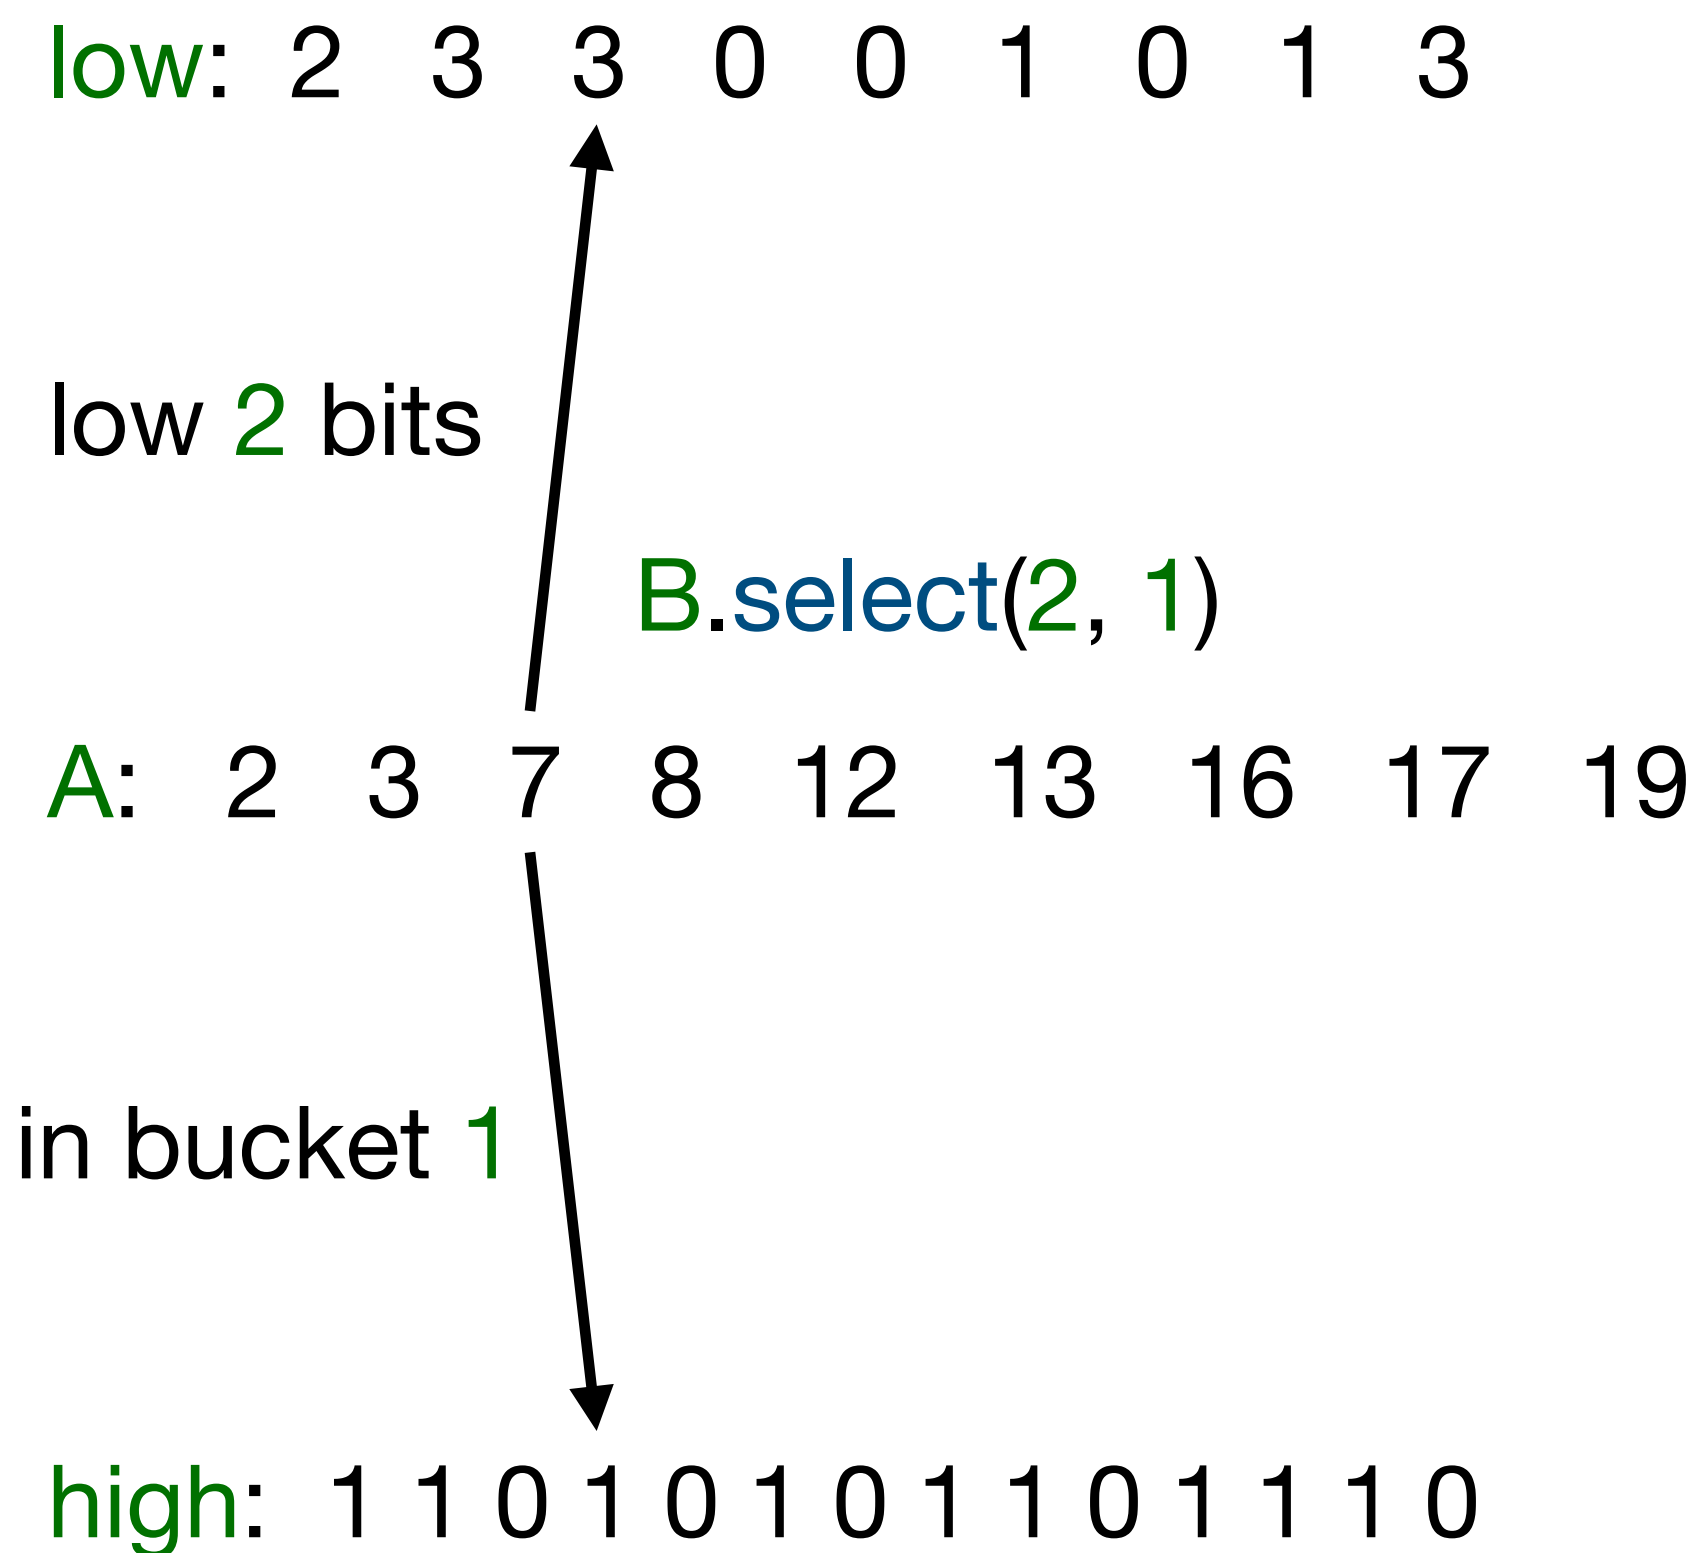 low: 2 3 3 0 0 1 0 1 3
low 2 bits
B.select(2, 1)
A: 2 3 7 8 12 13 16 17 19
in bucket 1
high: 1 1 0 1 0 1 0 1 1 0 1 1 1 0